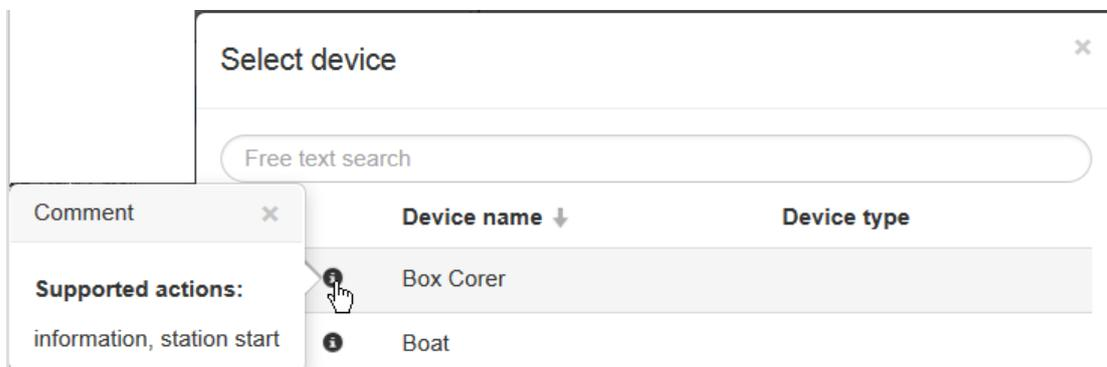 Select device
×
Free text search
Comment ×
Device name Device type
Supported actions:
Box Corer
information, station start
Boat